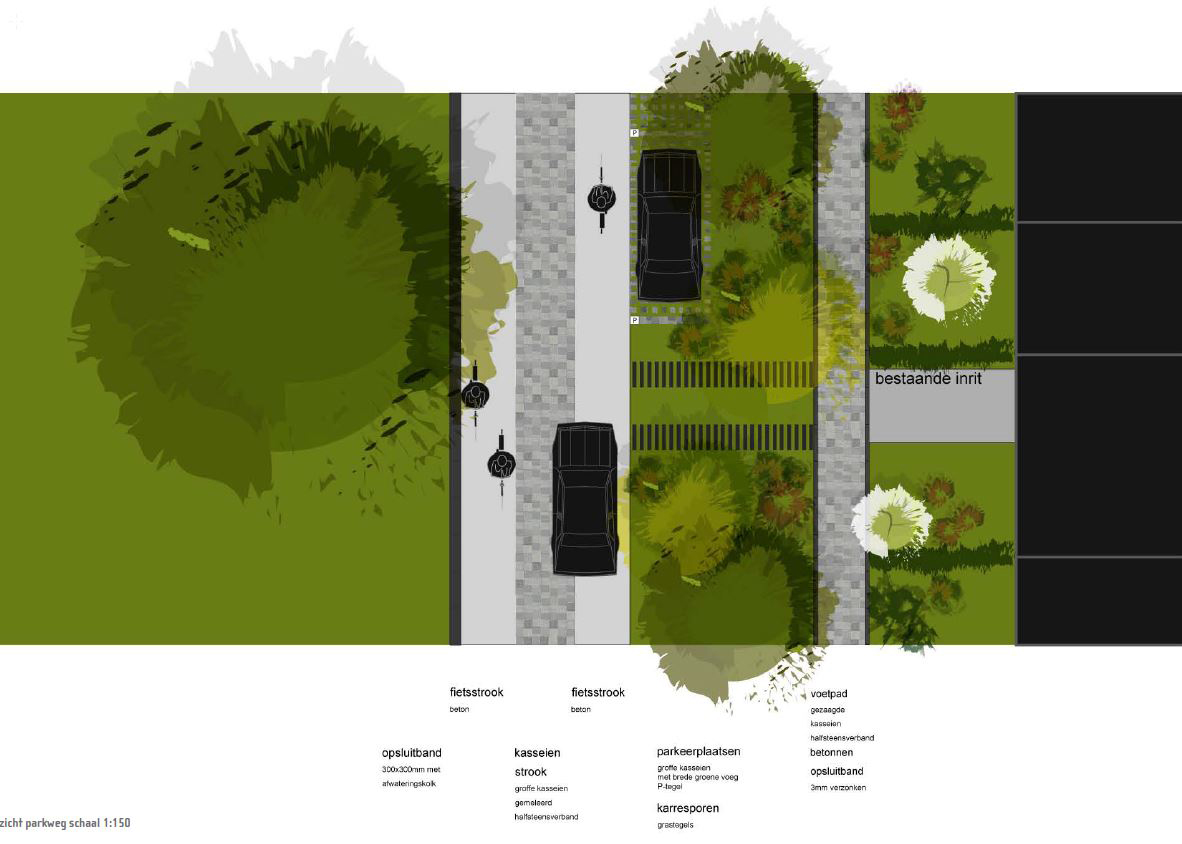 P
P
bestaande inrit
fietsstrook
beton
fietsstrook
beton
voetpad
gezaagde
kasseien
halfsteensverband
opsluitband
300x300mm met
afwateringskolk
kasseien
strook
groffe kasseien
gemeleerd
halfsteensverband
parkeerplaatsen
groffe kasseien
met brede groene voeg
P-tegel
karresporen
grastegels
betonnen
opsluitband
3mm verzonken
zicht parkweg schaal 1:150